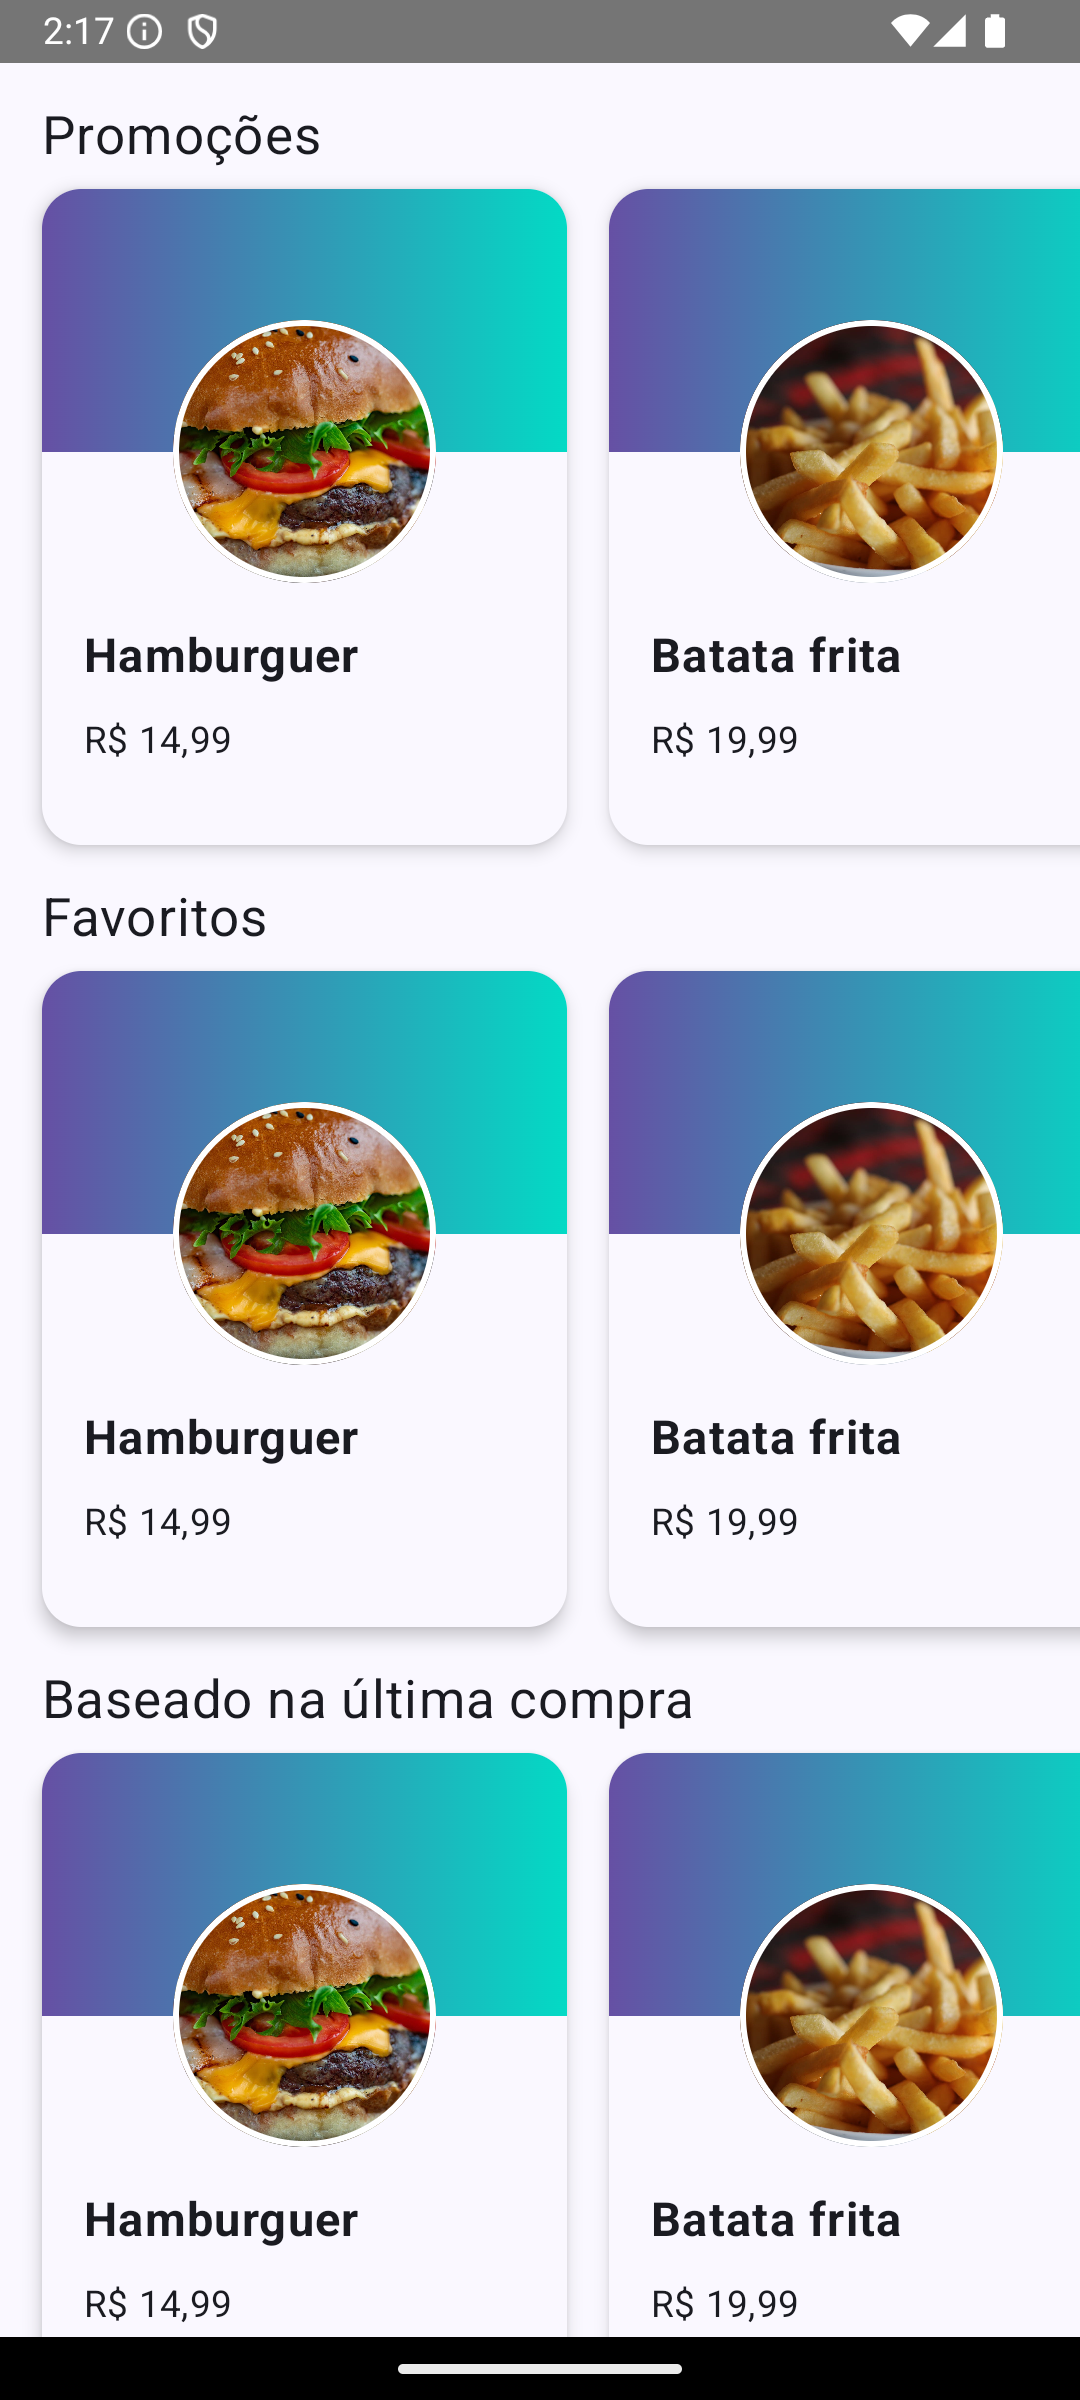 2:17
Promoções
Hamburguer
R$ 14,99
Batata frita
R$ 19,99
Favoritos
Hamburguer
R$ 14,99
Batata frita
R$ 19,99
Baseado na última compra
Hamburguer
R$ 14,99
Batata frita
R$ 19,99